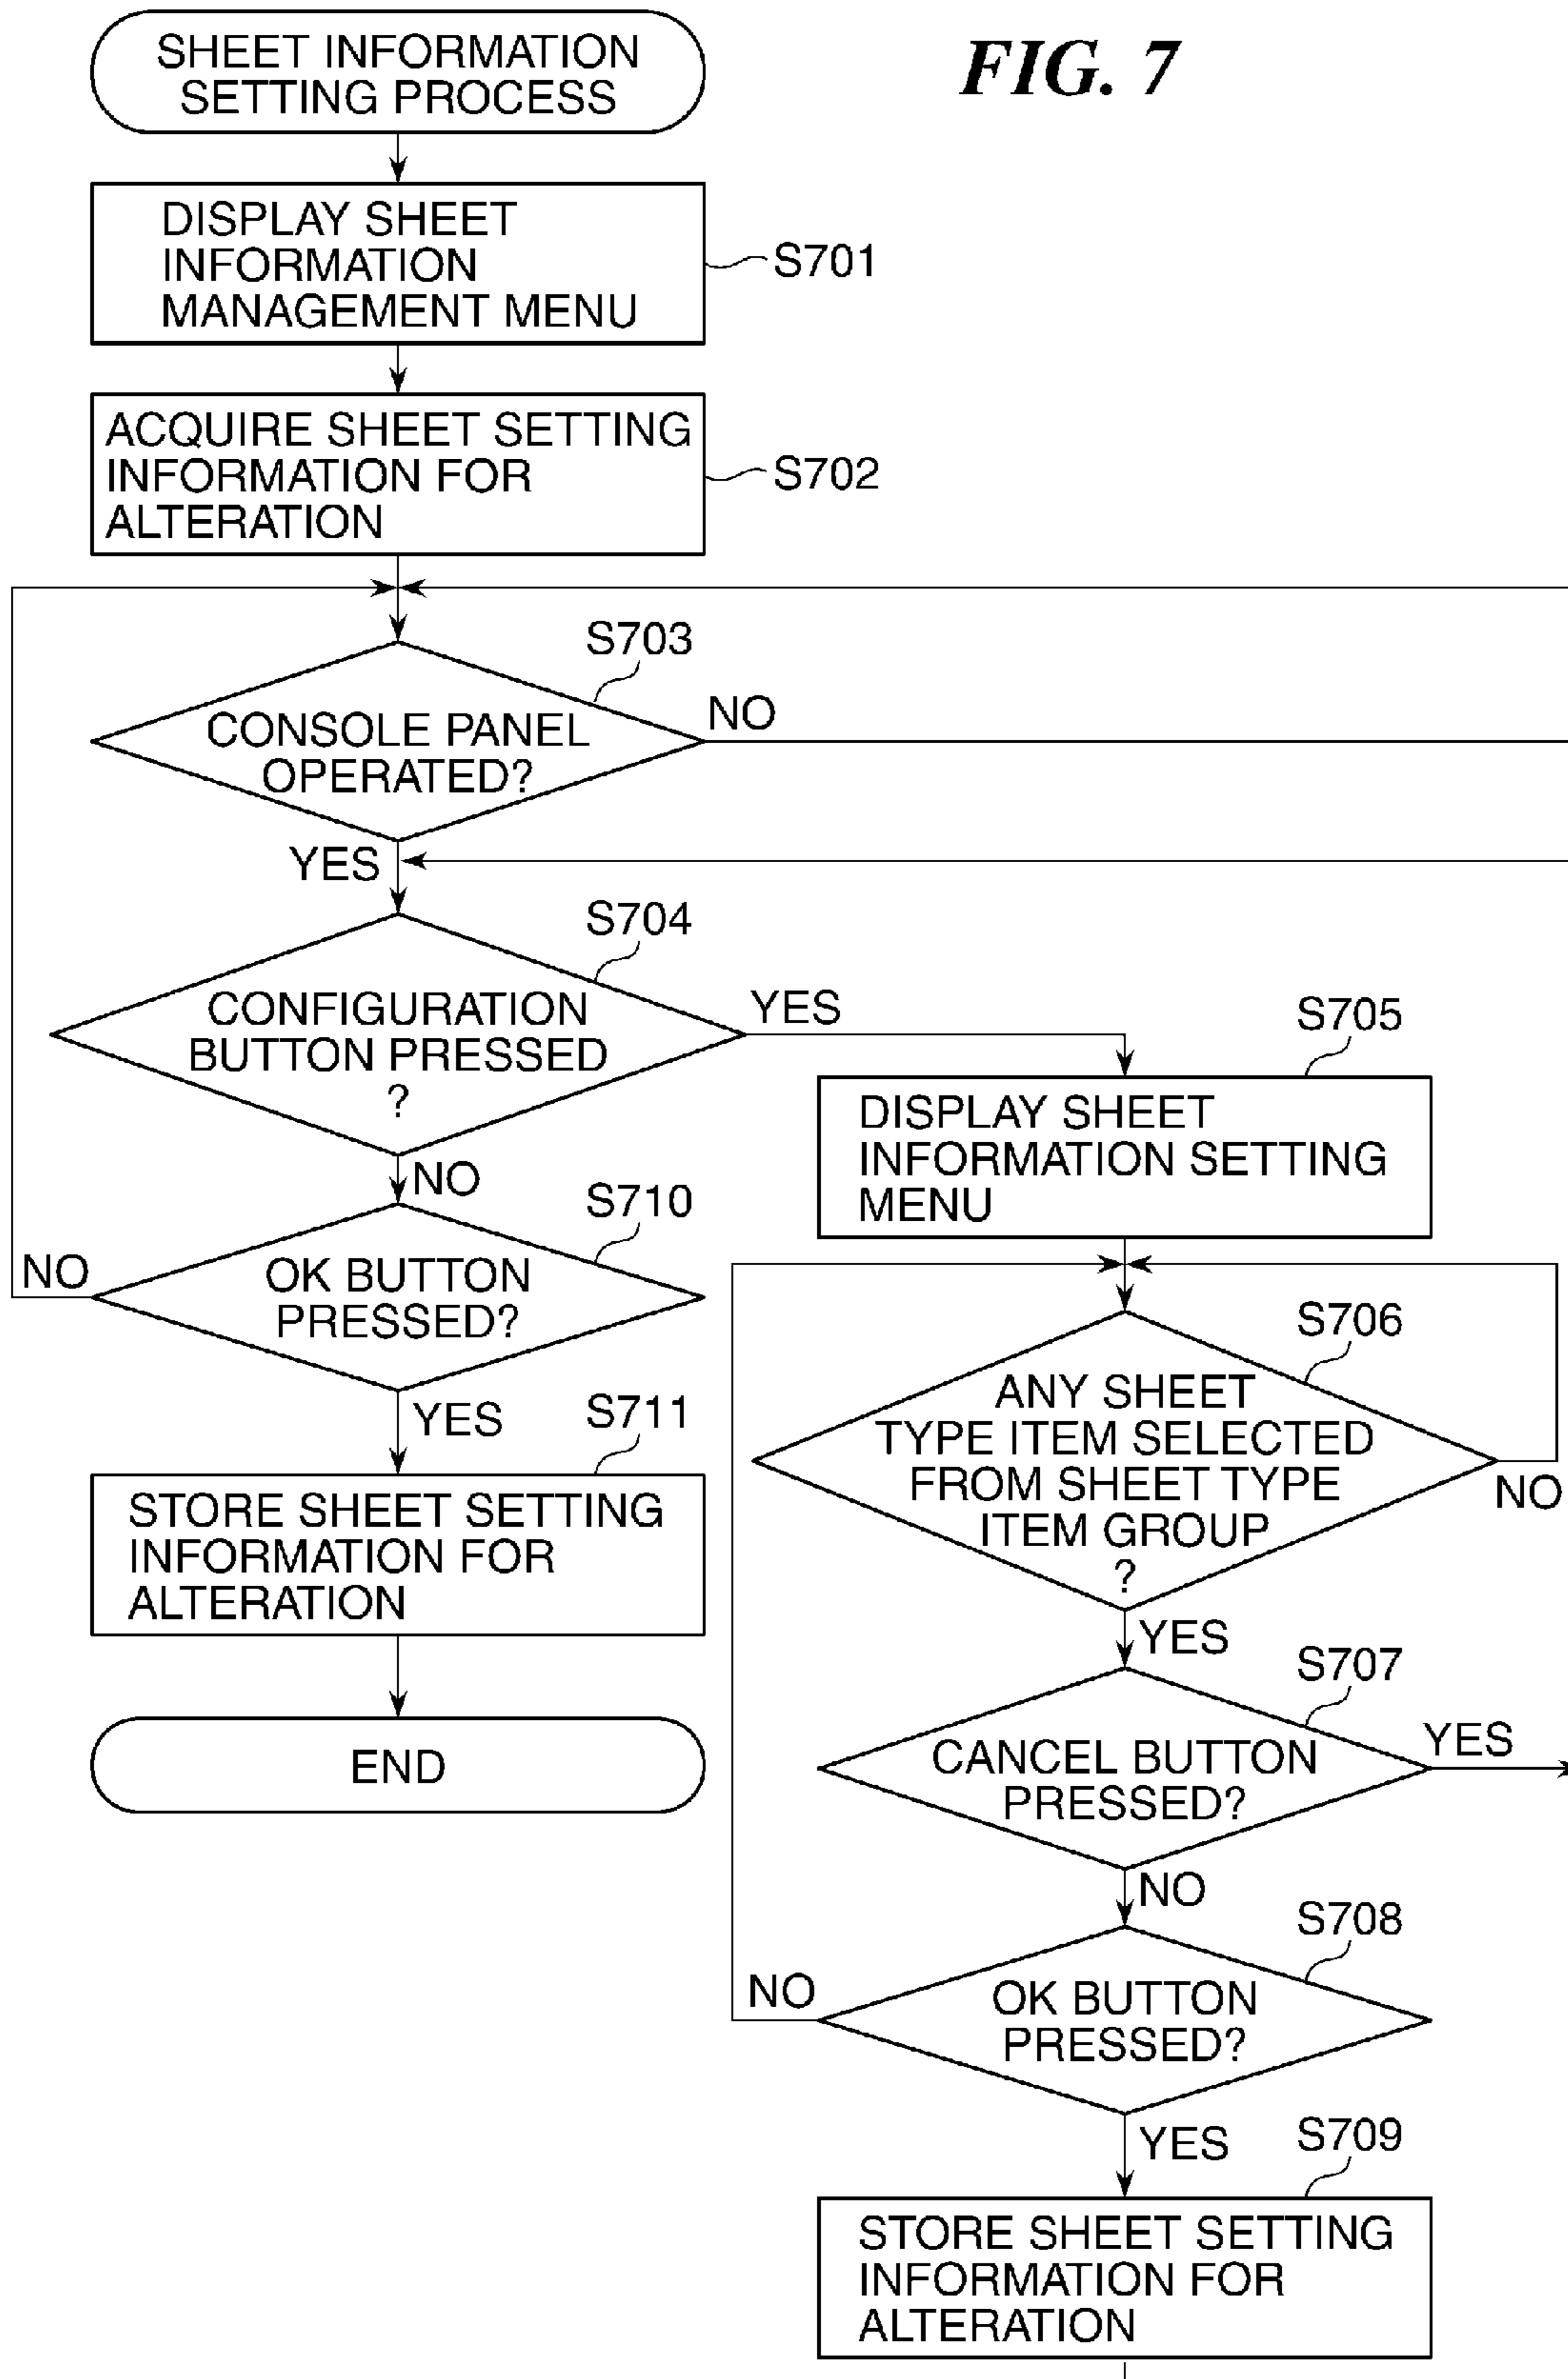 FIG. 7
SHEET INFORMATION
SETTING PROCESS
DISPLAY SHEET
INFORMATION
MANAGEMENT MENU
S701
ACQUIRE SHEET SETTING
INFORMATION FOR
ALTERATION
S702
S703
CONSOLE PANEL
OPERATED?
NO
YES
S704
CONFIGURATION
BUTTON PRESSED
?
YES
NO
S705
DISPLAY SHEET
INFORMATION SETTING
MENU
S710
OK BUTTON
PRESSED?
NO
YES
S706
ANY SHEET
TYPE ITEM SELECTED
FROM SHEET TYPE
ITEM GROUP
?
NO
YES
S711
STORE SHEET SETTING
INFORMATION FOR
ALTERATION
END
S707
CANCEL BUTTON
PRESSED?
YES
NO
S708
OK BUTTON
PRESSED?
NO
YES
S709
STORE SHEET SETTING
INFORMATION FOR
ALTERATION